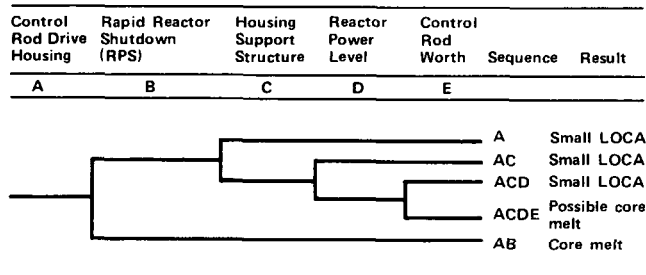 Control Rod Drive Housing
Rapid Reactor Shutdown (RPS)
Housing Support Structure
Reactor Power Level
Control Rod Worth
Sequence
Result
A B C D E
A Small LOCA
AC Small LOCA
ACD Small LOCA
ACDE Possible core melt
AB Core melt